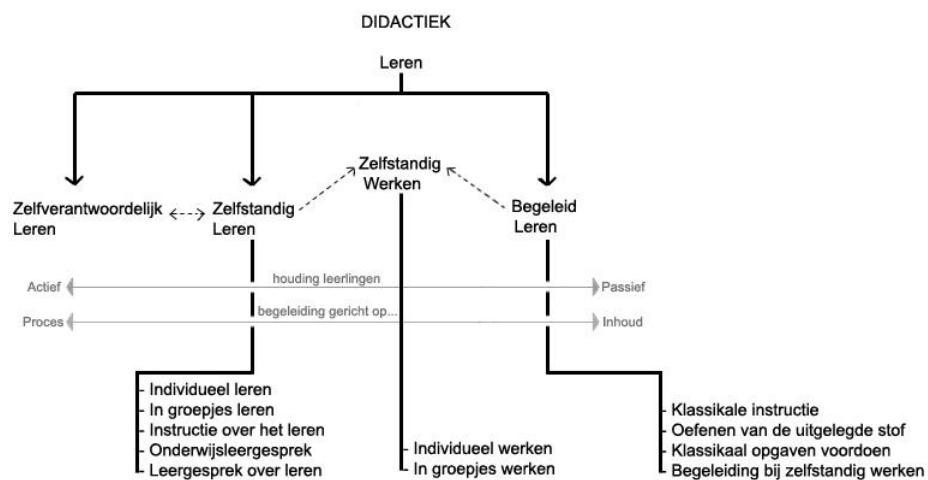 DIDACTIEK
Leren
Zelfverantwoordelijk
Leren
Zelfstandig
Leren
Zelfstandig
Werken
Begeleid
Leren
houding leerlingen
Actief
Passief
begeleiding gericht op...
Proces
Inhoud
- Individueel leren
- In groepjes leren
- Instructie over het leren
- Onderwijsleergesprek
- Leergesprek over leren
- Individueel werken
- In groepjes werken
- Klassikale instructie
- Oefenen van de uitgelegde stof
- Klassikaal opgaven voordoen
- Begeleiding bij zelfstandig werken